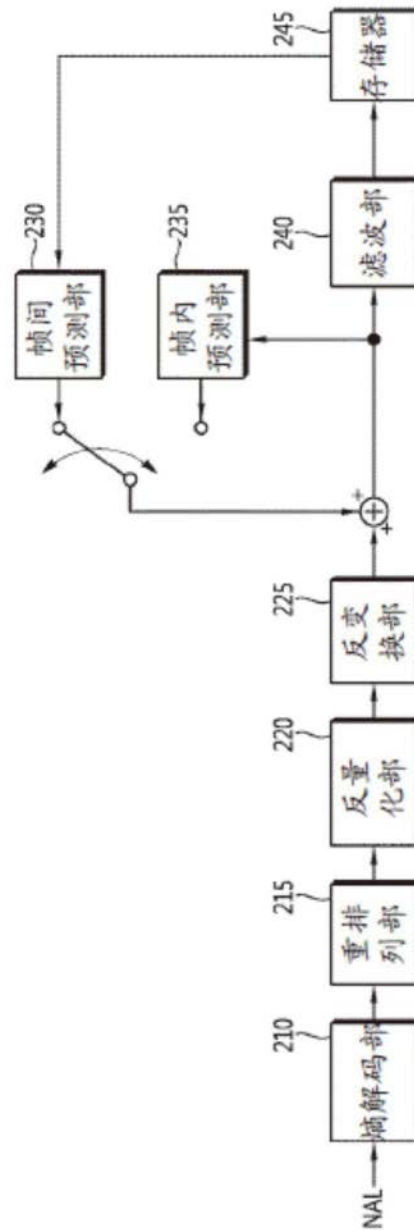 NAL
210
熵解码部
215
重排
列部
220
反量
化部
225
反变
换部
+
+
+
230
帧间
预测部
235
帧内
预测部
240
滤波部
245
存储器